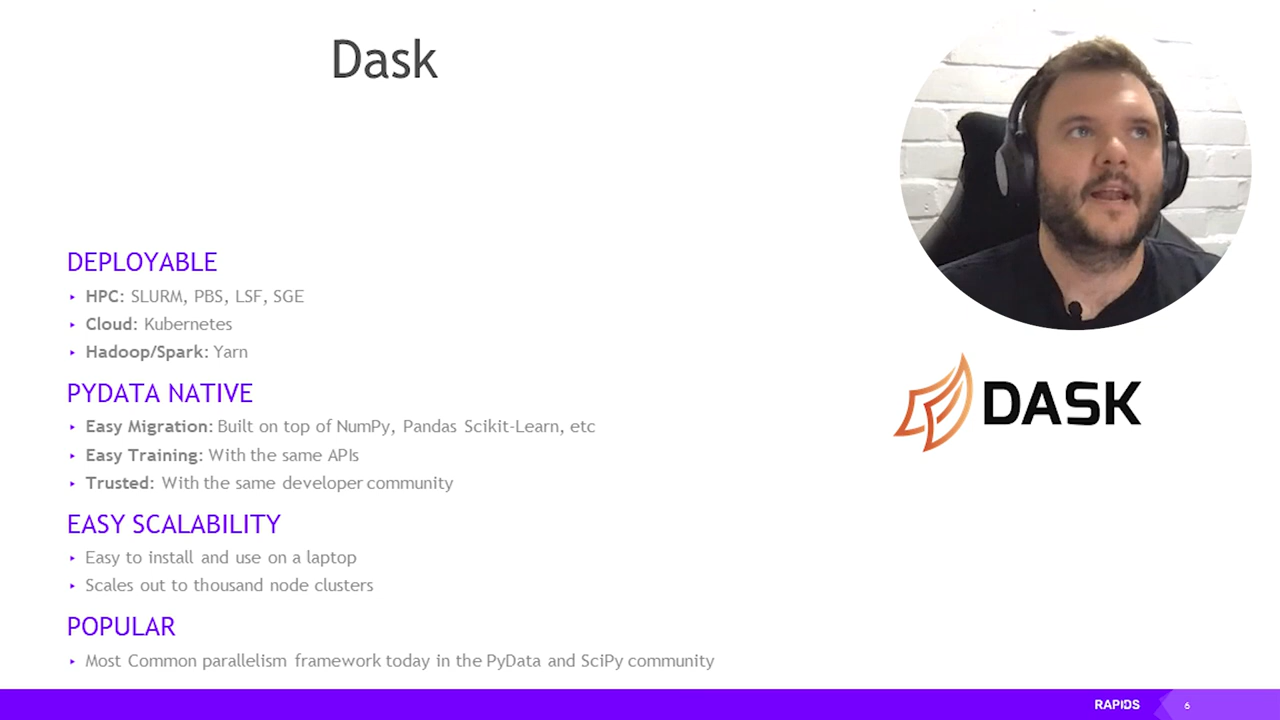 Dask
DEPLOYABLE
HPC: SLURM, PBS, LSF, SGE
Cloud: Kubernetes
Hadoop/Spark: Yarn
PYDATA NATIVE
Easy Migration: Built on top of NumPy, Pandas Scikit-Learn, etc
Easy Training: With the same APIs
Trusted: With the same developer community
EASY SCALABILITY
Easy to install and use on a laptop
Scales out to thousand node clusters
POPULAR
Most Common parallelism framework today in the PyData and SciPy community
DASK
RAPIDS
6